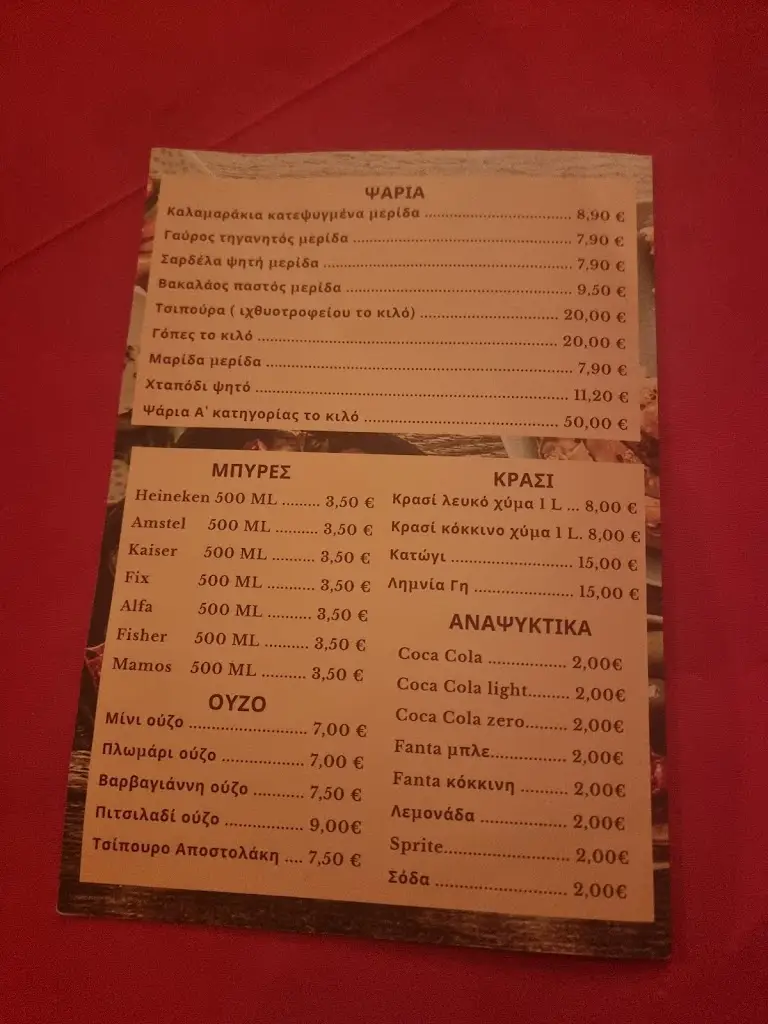 ΨΑΡΙΑ
Καλαμαράκια κατεψυγμένα μερίδα ........................................ 8,90 €
Γαύρος τηγανητός μερίδα ........................................ 7,90 €
Σαρδέλα ψητή μερίδα ........................................ 7,90 €
Βακαλάος παστός μερίδα ........................................ 9,50 €
Τσιπούρα ( ιχθυοτροφείου το κιλό) ........................................ 20,00 €
Γόπες το κιλό ........................................ 20,00 €
Μαρίδα μερίδα ........................................ 7,90 €
Χταπόδι ψητό ........................................ 11,20 €
Ψάρια Α' κατηγορίας το κιλό ........................................ 50,00 €
ΜΠΥΡΕΣ
Heineken 500 ML ......... 3,50 €
Amstel 500 ML .......... 3,50 €
Kaiser 500 ML ........... 3,50 €
Fix 500 ML ............ 3,50 €
Alfa 500 ML ............ 3,50 €
Fisher 500 ML ............ 3,50 €
Mamos 500 ML ............ 3,50 €
ΟΥΖΟ
Μίνι ούζο ............................ 7,00 €
Πλωμάρι ούζο .................... 7,00 €
Βαρβαγιάννη ούζο ............ 7,50 €
Πιτσιλαδί ούζο ................... 9,00€
Τσίπουρο Αποστολάκη .... 7,50 €
ΚΡΑΣΙ
Κρασί λευκό χύμα 1 L ... 8,00 €
Κρασί κόκκινο χύμα 1 L. 8,00 €
Κατώγι ............................... 15,00 €
Λημνία Γη ......................... 15,00 €
ΑΝΑΨΥΚΤΙΚΑ
Coca Cola ................... 2,00€
Coca Cola light.......... 2,00€
Coca Cola zero.......... 2,00€
Fanta μπλε.................. 2,00€
Fanta κόκκινη ........... 2,00€
Λεμονάδα .................... 2,00€
Sprite.............................. 2,00€
Σόδα ............................... 2,00€